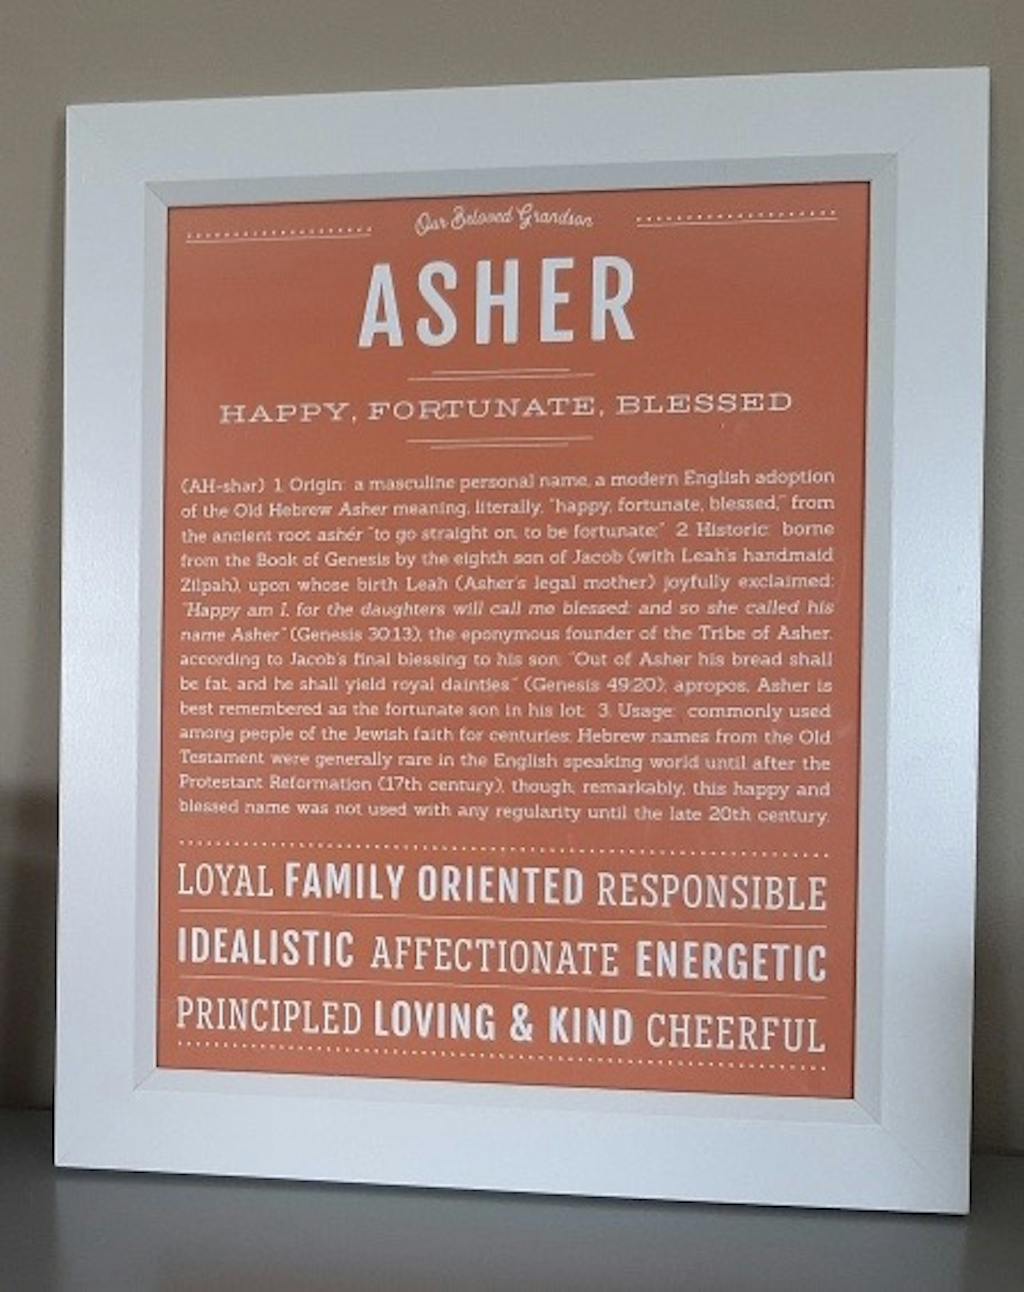 Our Beloved Grandson
ASHER
HAPPY, FORTUNATE, BLESSED
(AH-shar) 1. Origin: a masculine personal name, a modern English adoption
of the Old Hebrew Asher meaning, literally, "happy, fortunate, blessed," from
the ancient root ashér "to go straight on, to be fortunate;" 2. Historic: borne
from the Book of Genesis by the eighth son of Jacob (with Leah's handmaid
Zilpah), upon whose birth Leah (Asher's legal mother) joyfully exclaimed:
"Happy am I, for the daughters will call me blessed: and so she called his
name Asher" (Genesis 30:13), the eponymous founder of the Tribe of Asher,
according to Jacob's final blessing to his son: "Out of Asher his bread shall
be fat, and he shall yield royal dainties" (Genesis 49:20); apropos, Asher is
best remembered as the fortunate son in his lot; 3. Usage: commonly used
among people of the Jewish faith for centuries; Hebrew names from the Old
Testament were generally rare in the English speaking world until after the
Protestant Reformation (17th century), though, remarkably, this happy and
blessed name was not used with any regularity until the late 20th century.
LOYAL FAMILY ORIENTED RESPONSIBLE
IDEALISTIC AFFECTIONATE ENERGETIC
PRINCIPLED LOVING & KIND CHEERFUL